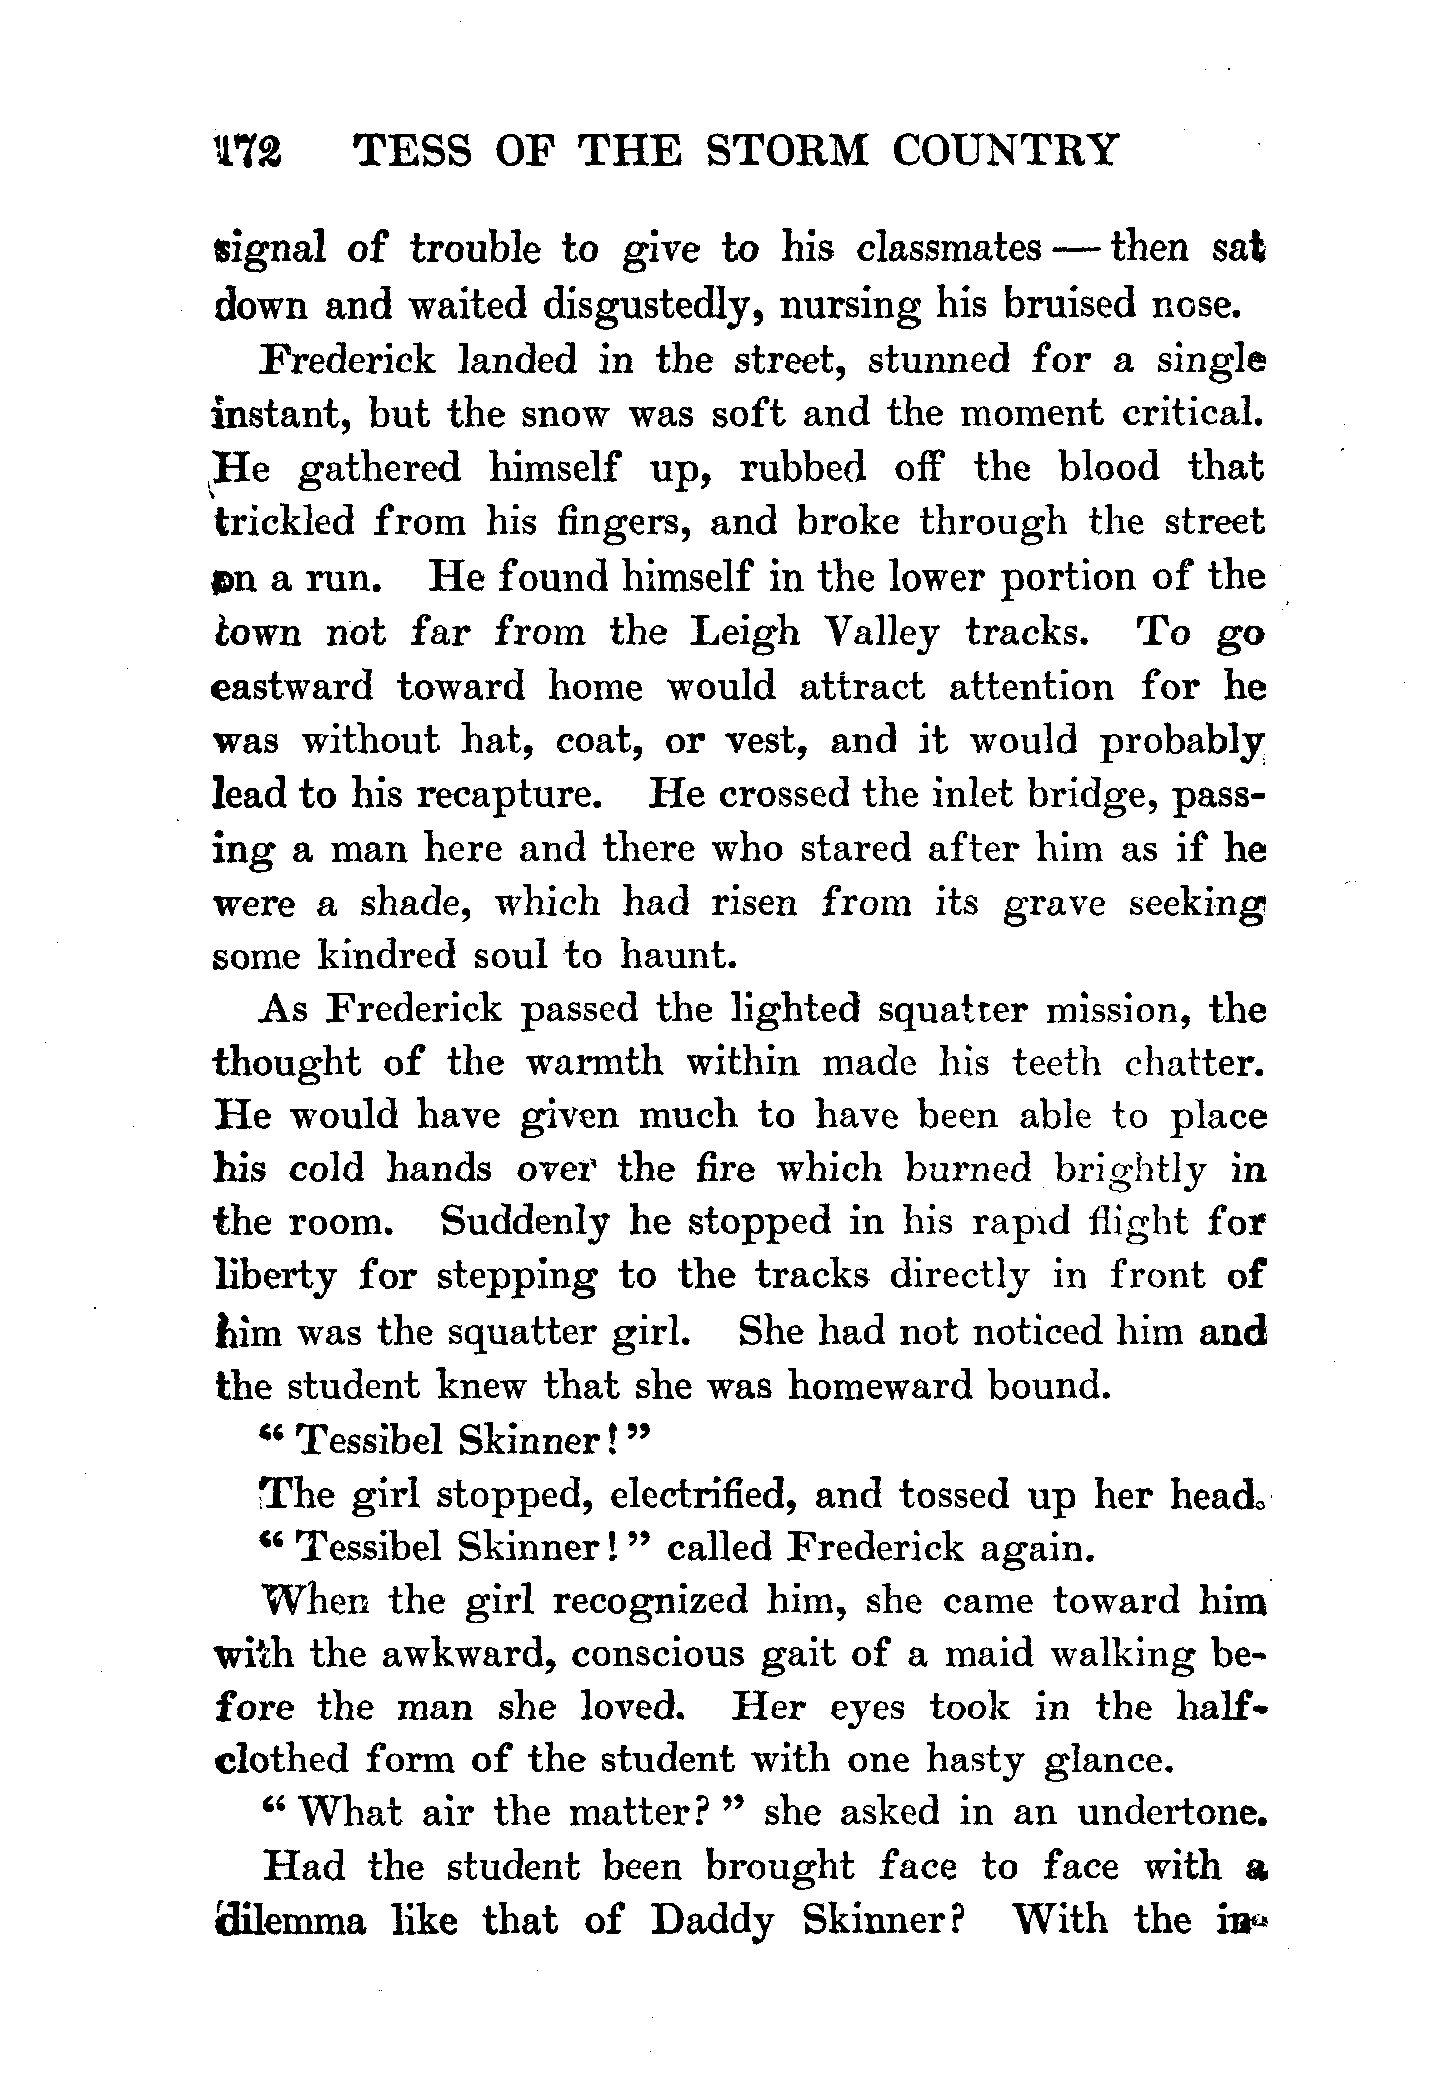 172 TESS OF THE STORM COUNTRY
signal of trouble to give to his classmates — then sat
down and waited disgustedly, nursing his bruised nose.
Frederick landed in the street, stunned for a single
instant, but the snow was soft and the moment critical.
He gathered himself up, rubbed off the blood that
trickled from his fingers, and broke through the street
on a run. He found himself in the lower portion of the
town not far from the Leigh Valley tracks. To go
eastward toward home would attract attention for he
was without hat, coat, or vest, and it would probably
lead to his recapture. He crossed the inlet bridge, pass-
ing a man here and there who stared after him as if he
were a shade, which had risen from its grave seeking
some kindred soul to haunt.
As Frederick passed the lighted squatter mission, the
thought of the warmth within made his teeth chatter.
He would have given much to have been able to place
his cold hands over the fire which burned brightly in
the room. Suddenly he stopped in his rapid flight for
liberty for stepping to the tracks directly in front of
him was the squatter girl. She had not noticed him and
the student knew that she was homeward bound.
“ Tessibel Skinner! ”
The girl stopped, electrified, and tossed up her head.
“ Tessibel Skinner! ” called Frederick again.
When the girl recognized him, she came toward him
with the awkward, conscious gait of a maid walking be-
fore the man she loved. Her eyes took in the half-
clothed form of the student with one hasty glance.
“ What air the matter? ” she asked in an undertone.
Had the student been brought face to face with a
dilemma like that of Daddy Skinner? With the in-